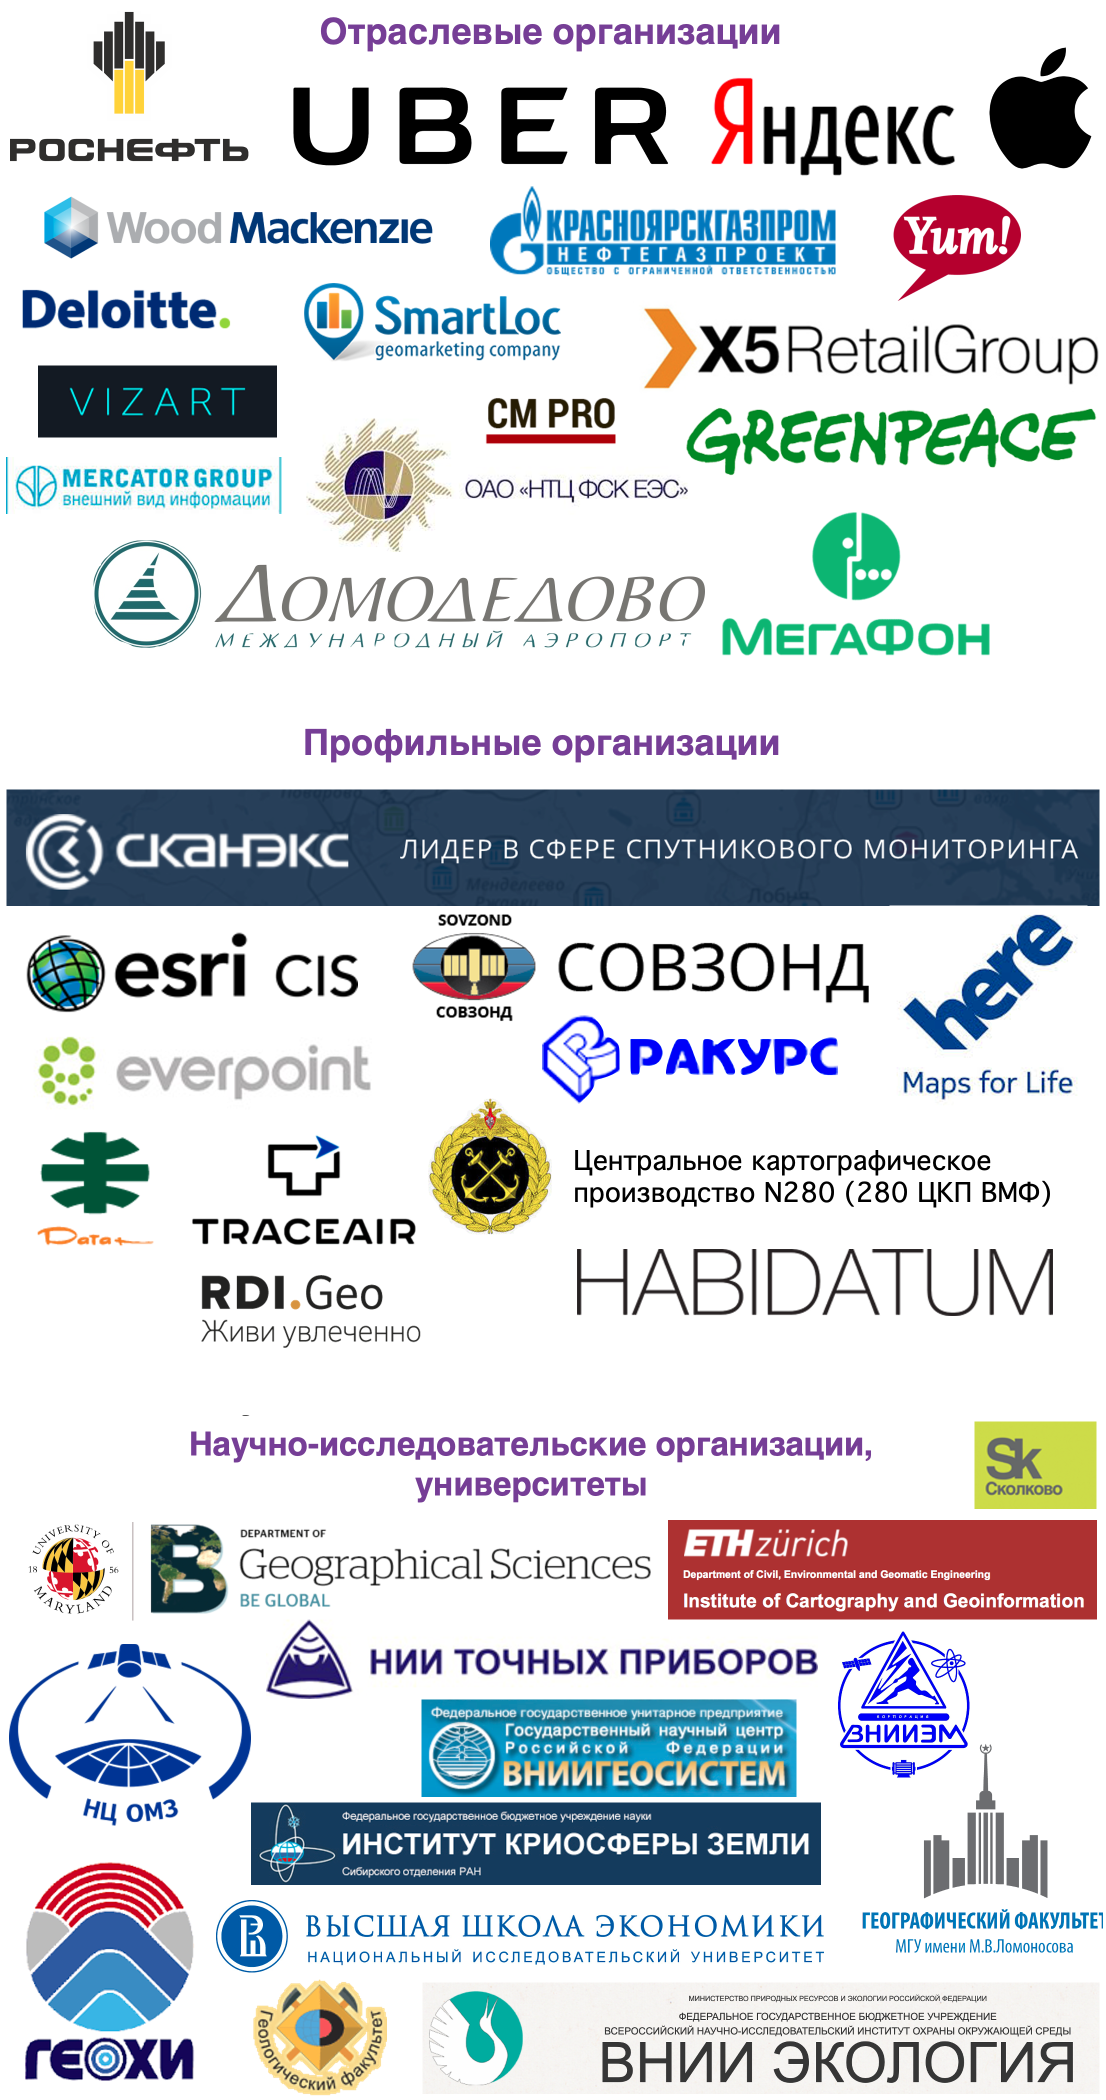 Отраслевые организации
РОСНЕФТЬ
UBER
Яндекс
Wood Mackenzie
КРАСНОЯРСКГАЗПРОМ
НЕФТЕГАЗПРОЕКТ
ОБЩЕСТВО С ОГРАНИЧЕННОЙ ОТВЕТСТВЕННОСТЬЮ
Yum!
Deloitte.
SmartLoc
geomarketing company
X5RetailGroup
VIZART
CM PRO
GREENPEACE
MERCATOR GROUP
внешний вид информации
ОАО «НТЦ ФСК ЕЭС»
ДОМОДЕДОВО
МЕЖДУНАРОДНЫЙ АЭРОПОРТ
МЕГАФОН
Профильные организации
СКАНЭКС
ЛИДЕР В СФЕРЕ СПУТНИКОВОГО МОНИТОРИНГА
Менделеево
Ржавки
Лобня
esri CIS
SOVZOND
СОВЗОНД
СОВЗОНД
here
Maps for Life
everpoint
РАКУРС
Data+
TRACEAIR
Центральное картографическое
производство N280 (280 ЦКП ВМФ)
RDI.Geo
Живи увлеченно
HABIDATUM
Научно-исследовательские организации,
университеты
Sk
Сколково
UNIVERSITY OF
18 56
MARYLAND
B
DEPARTMENT OF
Geographical Sciences
BE GLOBAL
ETH zürich
Department of Civil, Environmental and Geomatic Engineering
Institute of Cartography and Geoinformation
НИИ ТОЧНЫХ ПРИБОРОВ
НЦ ОМЗ
Федеральное государственное унитарное предприятие
Государственный научный центр
Российской Федерации
ВНИИГЕОСИСТЕМ
КОРПОРАЦИЯ
ВНИИЭМ
Федеральное государственное бюджетное учреждение науки
ИНСТИТУТ КРИОСФЕРЫ ЗЕМЛИ
Сибирского отделения РАН
ГЕОГРАФИЧЕСКИЙ ФАКУЛЬТЕТ
МГУ имени М.В.Ломоносова
ВЫСШАЯ ШКОЛА ЭКОНОМИКИ
НАЦИОНАЛЬНЫЙ ИССЛЕДОВАТЕЛЬСКИЙ УНИВЕРСИТЕТ
ГЕОХИ
Геологический факультет
МИНИСТЕРСТВО ПРИРОДНЫХ РЕСУРСОВ И ЭКОЛОГИИ РОССИЙСКОЙ ФЕДЕРАЦИИ
ФЕДЕРАЛЬНОЕ ГОСУДАРСТВЕННОЕ БЮДЖЕТНОЕ УЧРЕЖДЕНИЕ
ВСЕРОССИЙСКИЙ НАУЧНО-ИССЛЕДОВАТЕЛЬСКИЙ ИНСТИТУТ ОХРАНЫ ОКРУЖАЮЩЕЙ СРЕДЫ
ВНИИ ЭКОЛОГИЯ